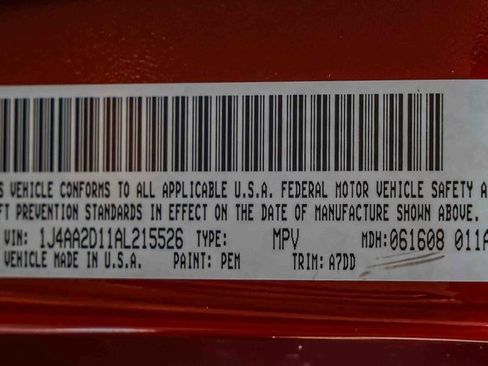 S VEHICLE CONFORMS TO ALL APPLICABLE U.S.A. FEDERAL MOTOR VEHICLE SAFETY A
FT PREVENTION STANDARDS IN EFFECT ON THE DATE OF MANUFACTURE SHOWN ABOVE.
VIN: 1J4AA2D11AL215526 TYPE: MPV MDH: 061608 011A
VEHICLE MADE IN U.S.A. PAINT: PEM TRIM: A7DD